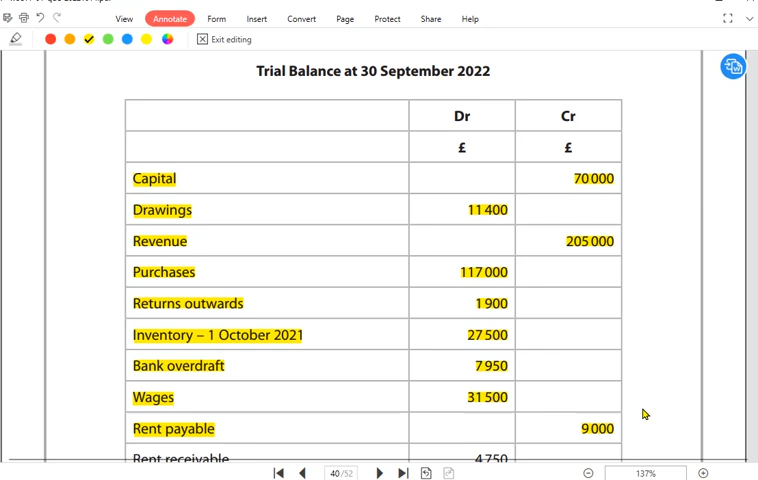 View Annotate Form Insert Convert Page Protect Share Help
Exit editing
Trial Balance at 30 September 2022
Dr Cr
£ £
Capital 70 000
Drawings 11 400
Revenue 205 000
Purchases 117 000
Returns outwards 1 900
Inventory – 1 October 2021 27 500
Bank overdraft 7 950
Wages 31 500
Rent payable 9 000
Rent receivable 4 750
40 /52 137%